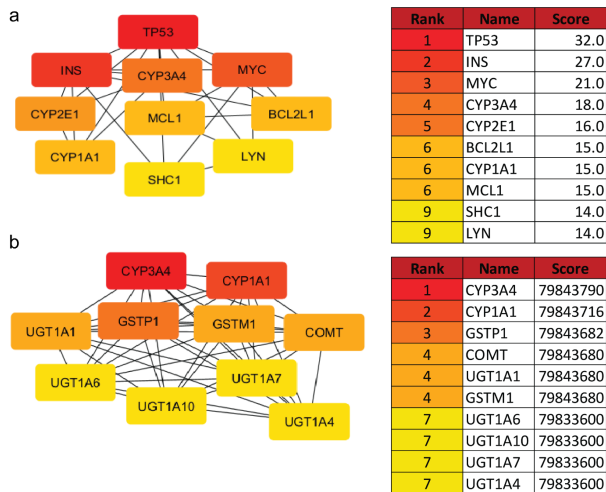 a
TP53
INS
CYP3A4
MYC
CYP2E1
MCL1
BCL2L1
CYP1A1
LYN
SHC1
Rank Name Score
1 TP53 32.0
2 INS 27.0
3 MYC 21.0
4 CYP3A4 18.0
5 CYP2E1 16.0
6 BCL2L1 15.0
6 CYP1A1 15.0
6 MCL1 15.0
9 SHC1 14.0
9 LYN 14.0
b
CYP3A4
CYP1A1
GSTP1
GSTM1
UGT1A1
COMT
UGT1A6
UGT1A7
UGT1A10
UGT1A4
Rank Name Score
1 CYP3A4 79843790
2 CYP1A1 79843716
3 GSTP1 79843682
4 COMT 79843680
4 UGT1A1 79843680
4 GSTM1 79843680
7 UGT1A6 79833600
7 UGT1A10 79833600
7 UGT1A7 79833600
7 UGT1A4 79833600